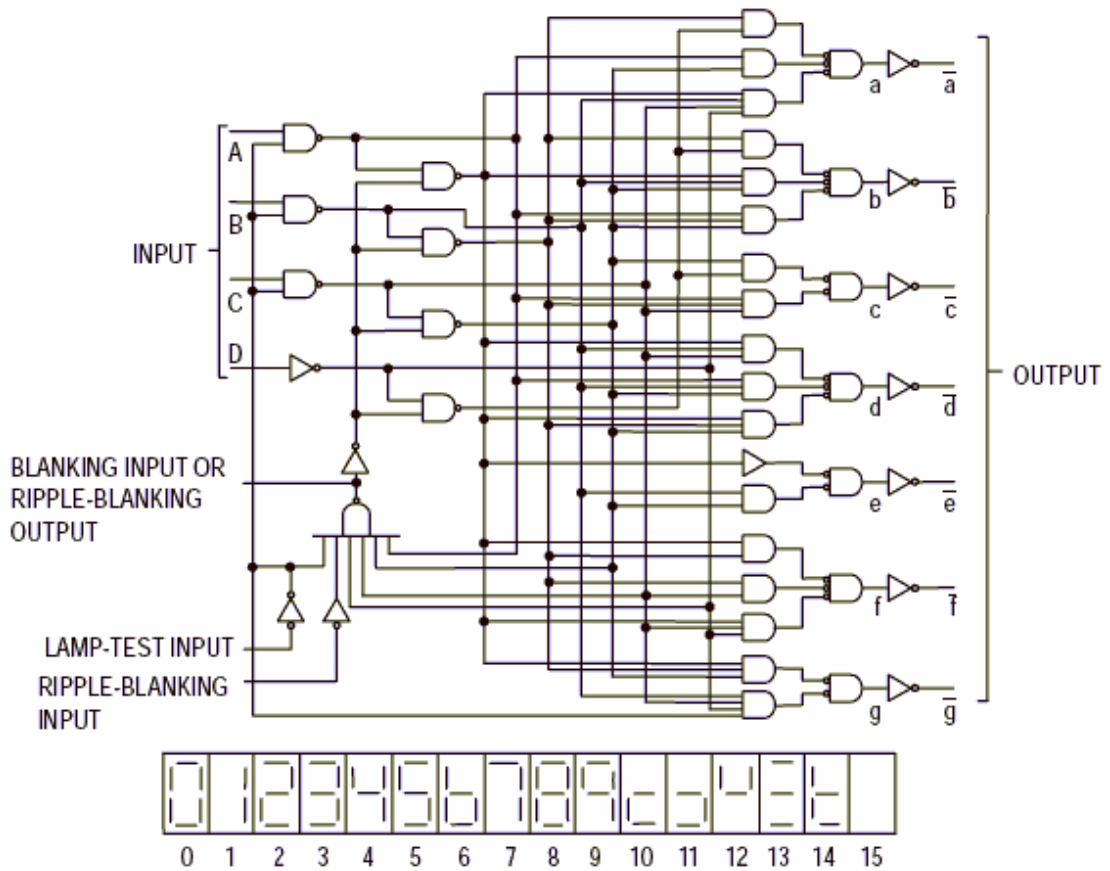 a
a̅
A
b
b̅
B
INPUT
c
c̅
C
D
OUTPUT
d
d̅
BLANKING INPUT OR
RIPPLE-BLANKING
OUTPUT
e
e̅
f
f̅
LAMP-TEST INPUT
RIPPLE-BLANKING
INPUT
g
g̅
0 1 2 3 4 5 6 7 8 9 10 11 12 13 14 15